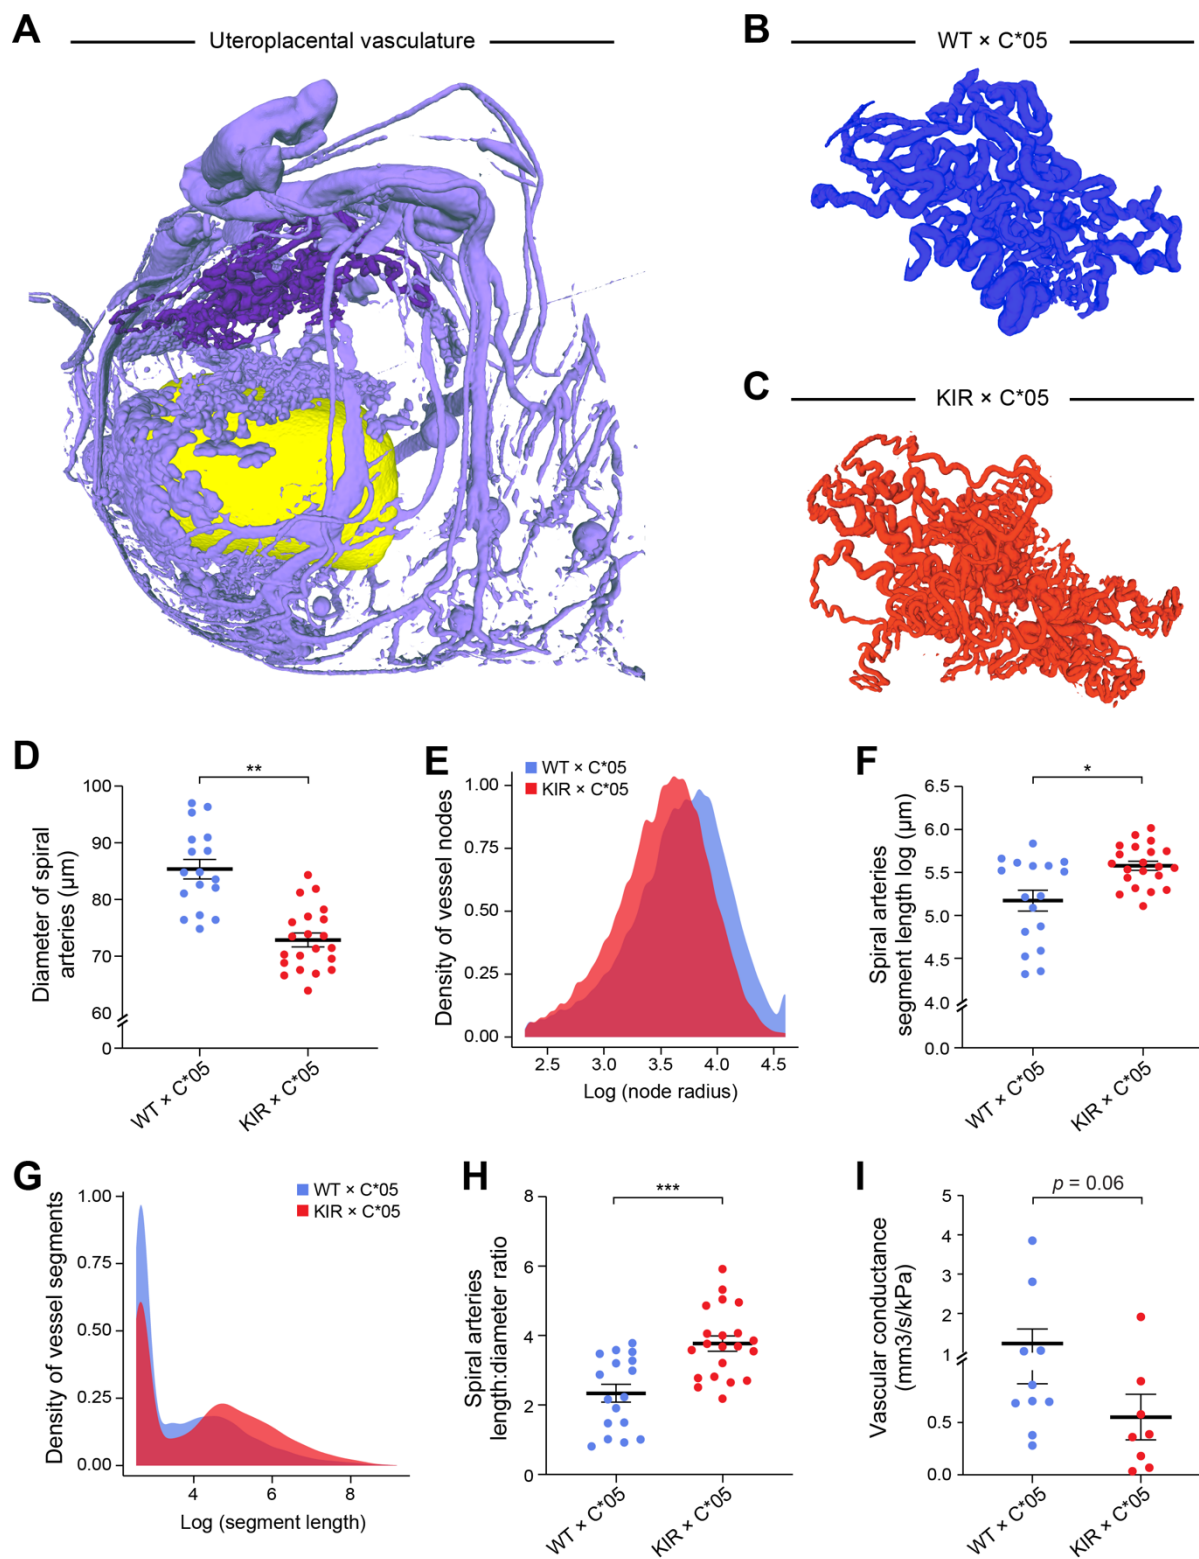 A
Uteroplacental vasculature
B
WT × C*05
C
KIR × C*05
D
**
100
90
80
70
60
0
Diameter of spiral
arteries (µm)
WT × C*05
KIR × C*05
E
WT × C*05
KIR × C*05
1.00
0.75
0.50
0.25
0.00
Density of vessel nodes
2.5
3.0
3.5
4.0
4.5
Log (node radius)
F
*
6.5
6.0
5.5
5.0
4.5
4.0
0.0
Spiral arteries
segment length log (µm)
WT × C*05
KIR × C*05
G
WT × C*05
KIR × C*05
1.00
0.75
0.50
0.25
0.00
Density of vessel segments
4
6
8
Log (segment length)
H
***
8
6
4
2
0
Spiral arteries
length:diameter ratio
WT × C*05
KIR × C*05
I
p = 0.06
5
4
3
2
1
0.5
0.0
Vascular conductance
(mm3/s/kPa)
WT × C*05
KIR × C*05